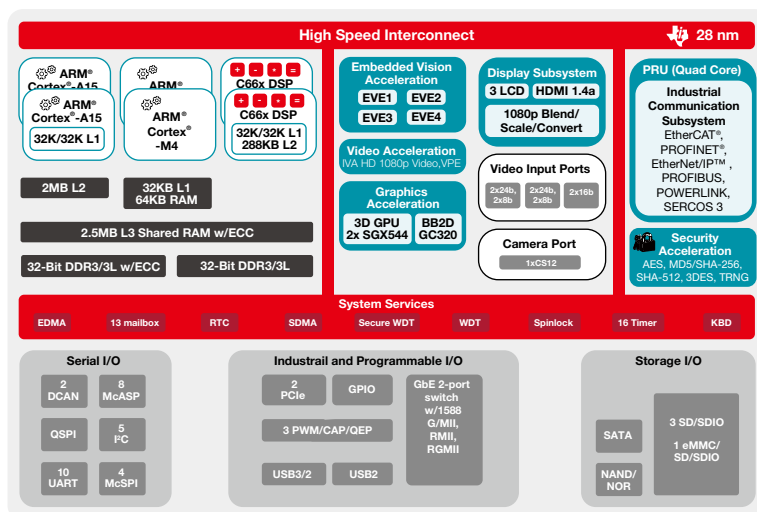 High Speed Interconnect
28 nm
ARM®
Cortex®-A15
ARM®
Cortex®-A15
32K/32K L1
ARM®
ARM®
Cortex®
-M4
+ - * =
C66x DSP
+ - * =
C66x DSP
32K/32K L1
288KB L2
2MB L2
32KB L1
64KB RAM
2.5MB L3 Shared RAM w/ECC
32-Bit DDR3/3L w/ECC
32-Bit DDR3/3L
Embedded Vision
Acceleration
EVE1
EVE2
EVE3
EVE4
Video Acceleration
IVA HD 1080p Video,VPE
Graphics
Acceleration
3D GPU
2x SGX544
BB2D
GC320
Display Subsystem
3 LCD
HDMI 1.4a
1080p Blend/
Scale/Convert
Video Input Ports
2x24b,
2x8b
2x24b,
2x8b
2x16b
Camera Port
1xCS12
PRU (Quad Core)
Industrial
Communication
Subsystem
EtherCAT®,
PROFINET®,
EtherNet/IP™ ,
PROFIBUS,
POWERLINK,
SERCOS 3
Security
Acceleration
AES, MD5/SHA-256,
SHA-512, 3DES, TRNG
System Services
EDMA
13 mailbox
RTC
SDMA
Secure WDT
WDT
Spinlock
16 Timer
KBD
Serial I/O
2
DCAN
8
McASP
QSPI
5
I²C
10
UART
4
McSPI
Industrail and Programmable I/O
2
PCIe
GPIO
3 PWM/CAP/QEP
USB3/2
USB2
GbE 2-port
switch
w/1588
G/MII,
RMII,
RGMII
Storage I/O
SATA
NAND/
NOR
3 SD/SDIO
1 eMMC/
SD/SDIO